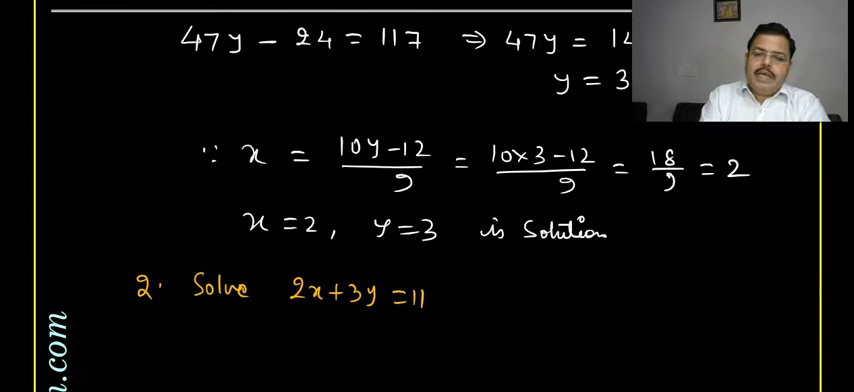 47y - 24 = 117 ⇒ 47y = 14
y = 3
∵ x = (10y-12)/9 = (10×3-12)/9 = 18/9 = 2
x = 2, y = 3 is Solution
2. Solve 2x+3y = 11
n.com